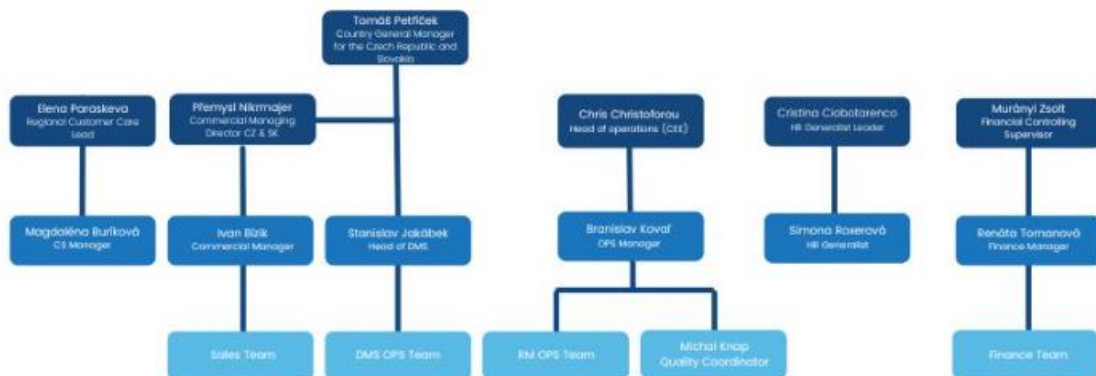 Tomáš Petříček
Country General Manager
for the Czech Republic and
Slovakia
Elena Paraskeva
Regional Customer Care
Lead
Přemysl Nikrmajer
Commercial Managing
Director CZ & SK
Chris Christoforou
Head of operations (CEE)
Cristina Ciobotarenco
HR Generalist Leader
Murányi Zsolt
Financial Controlling
Supervisor
Magdaléna Buríková
CS Manager
Ivan Bízik
Commercial Manager
Stanislav Jakábek
Head of DMS
Branislav Kovaľ
OPS Manager
Simona Roxerová
HR Generalist
Renáta Tomanová
Finance Manager
Sales Team
DMS OPS Team
RM OPS Team
Michal Knap
Quality Coordinator
Finance Team